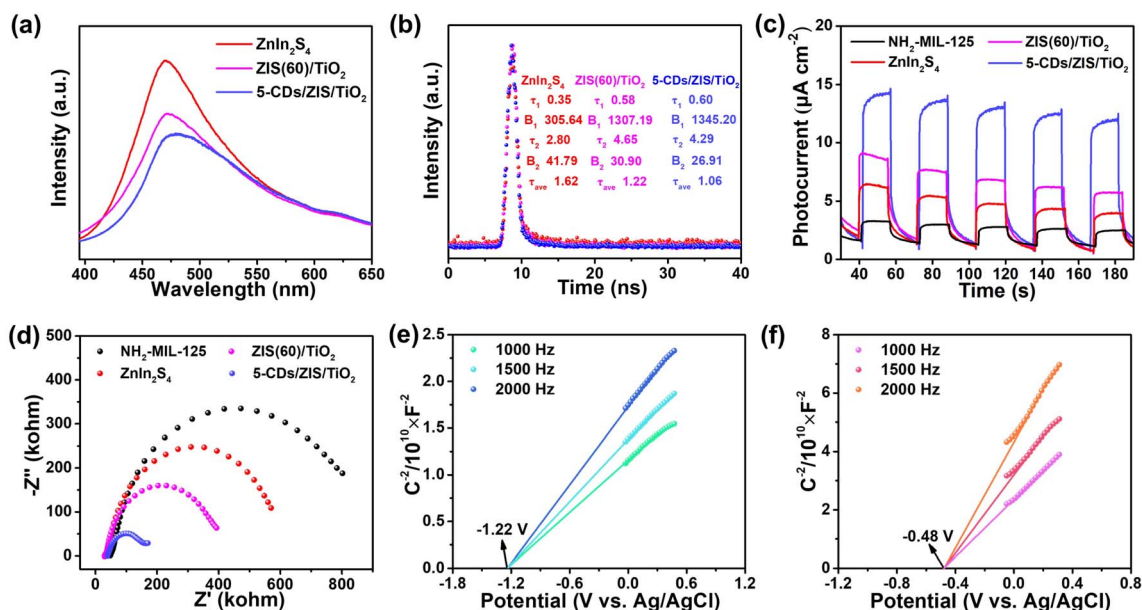 (a)
ZnIn₂S₄
ZIS(60)/TiO₂
5-CDs/ZIS/TiO₂
Intensity (a.u.)
400 450 500 550 600 650
Wavelength (nm)
(b)
ZnIn₂S₄ ZIS(60)/TiO₂ 5-CDs/ZIS/TiO₂
τ₁ 0.35 τ₁ 0.58 τ₁ 0.60
B₁ 305.64 B₁ 1307.19 B₁ 1345.20
τ₂ 2.80 τ₂ 4.65 τ₂ 4.29
B₂ 41.79 B₂ 30.90 B₂ 26.91
τave 1.62 τave 1.22 τave 1.06
Intensity (a.u.)
0 10 20 30 40
Time (ns)
(c)
NH₂-MIL-125 ZIS(60)/TiO₂
ZnIn₂S₄ 5-CDs/ZIS/TiO₂
Photocurrent (μA cm⁻²)
20
15
10
5
0
40 60 80 100 120 140 160 180
Time (s)
(d)
NH₂-MIL-125 ZIS(60)/TiO₂
ZnIn₂S₄ 5-CDs/ZIS/TiO₂
-Z" (kohm)
500
400
300
200
100
0
0 200 400 600 800
Z' (kohm)
(e)
1000 Hz
1500 Hz
2000 Hz
C⁻²/10¹⁰×F⁻²
2.5
2.0
1.5
1.0
0.5
0.0
-1.22 V
-1.8 -1.2 -0.6 0.0 0.6 1.2
Potential (V vs. Ag/AgCl)
(f)
1000 Hz
1500 Hz
2000 Hz
C⁻²/10¹⁰×F⁻²
8
6
4
2
0
-0.48 V
-0.8 -0.4 0.0 0.4 0.8
Potential (V vs. Ag/AgCl)